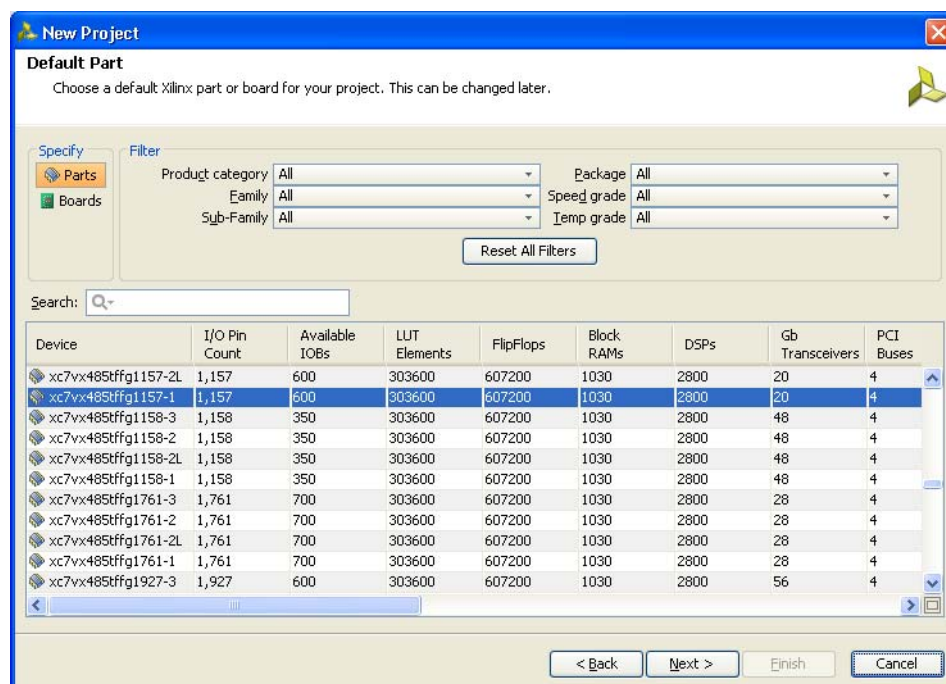 New Project
Default Part
Choose a default Xilinx part or board for your project. This can be changed later.
Specify
Parts
Boards
Filter
Product category All
Family All
Sub-Family All
Package All
Speed grade All
Temp grade All
Reset All Filters
Search:
Device I/O Pin Count Available IOBs LUT Elements FlipFlops Block RAMs DSPs Gb Transceivers PCI Buses
xc7vx485tffg1157-2L 1,157 600 303600 607200 1030 2800 20 4
xc7vx485tffg1157-1 1,157 600 303600 607200 1030 2800 20 4
xc7vx485tffg1158-3 1,158 350 303600 607200 1030 2800 48 4
xc7vx485tffg1158-2 1,158 350 303600 607200 1030 2800 48 4
xc7vx485tffg1158-2L 1,158 350 303600 607200 1030 2800 48 4
xc7vx485tffg1158-1 1,158 350 303600 607200 1030 2800 48 4
xc7vx485tffg1761-3 1,761 700 303600 607200 1030 2800 28 4
xc7vx485tffg1761-2 1,761 700 303600 607200 1030 2800 28 4
xc7vx485tffg1761-2L 1,761 700 303600 607200 1030 2800 28 4
xc7vx485tffg1761-1 1,761 700 303600 607200 1030 2800 28 4
xc7vx485tffg1927-3 1,927 600 303600 607200 1030 2800 56 4
< Back Next > Finish Cancel